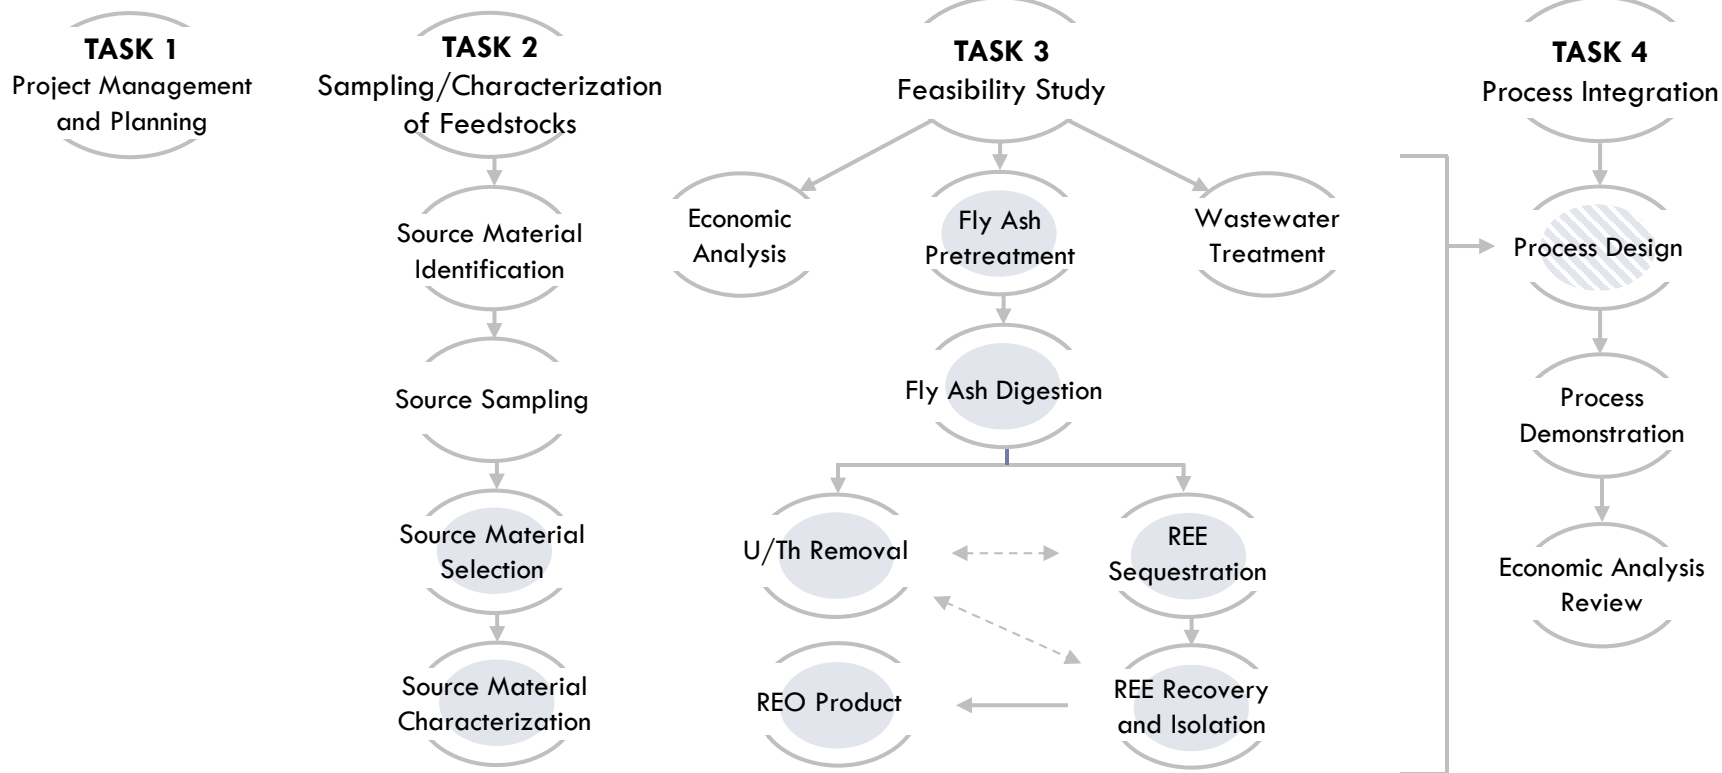 TASK 1
Project Management
and Planning
TASK 2
Sampling/Characterization
of Feedstocks
Source Material
Identification
Source Sampling
Source Material
Selection
Source Material
Characterization
TASK 3
Feasibility Study
Economic
Analysis
Fly Ash
Pretreatment
Wastewater
Treatment
Fly Ash Digestion
U/Th Removal
REE
Sequestration
REO Product
REE Recovery
and Isolation
TASK 4
Process Integration
Process Design
Process
Demonstration
Economic Analysis
Review